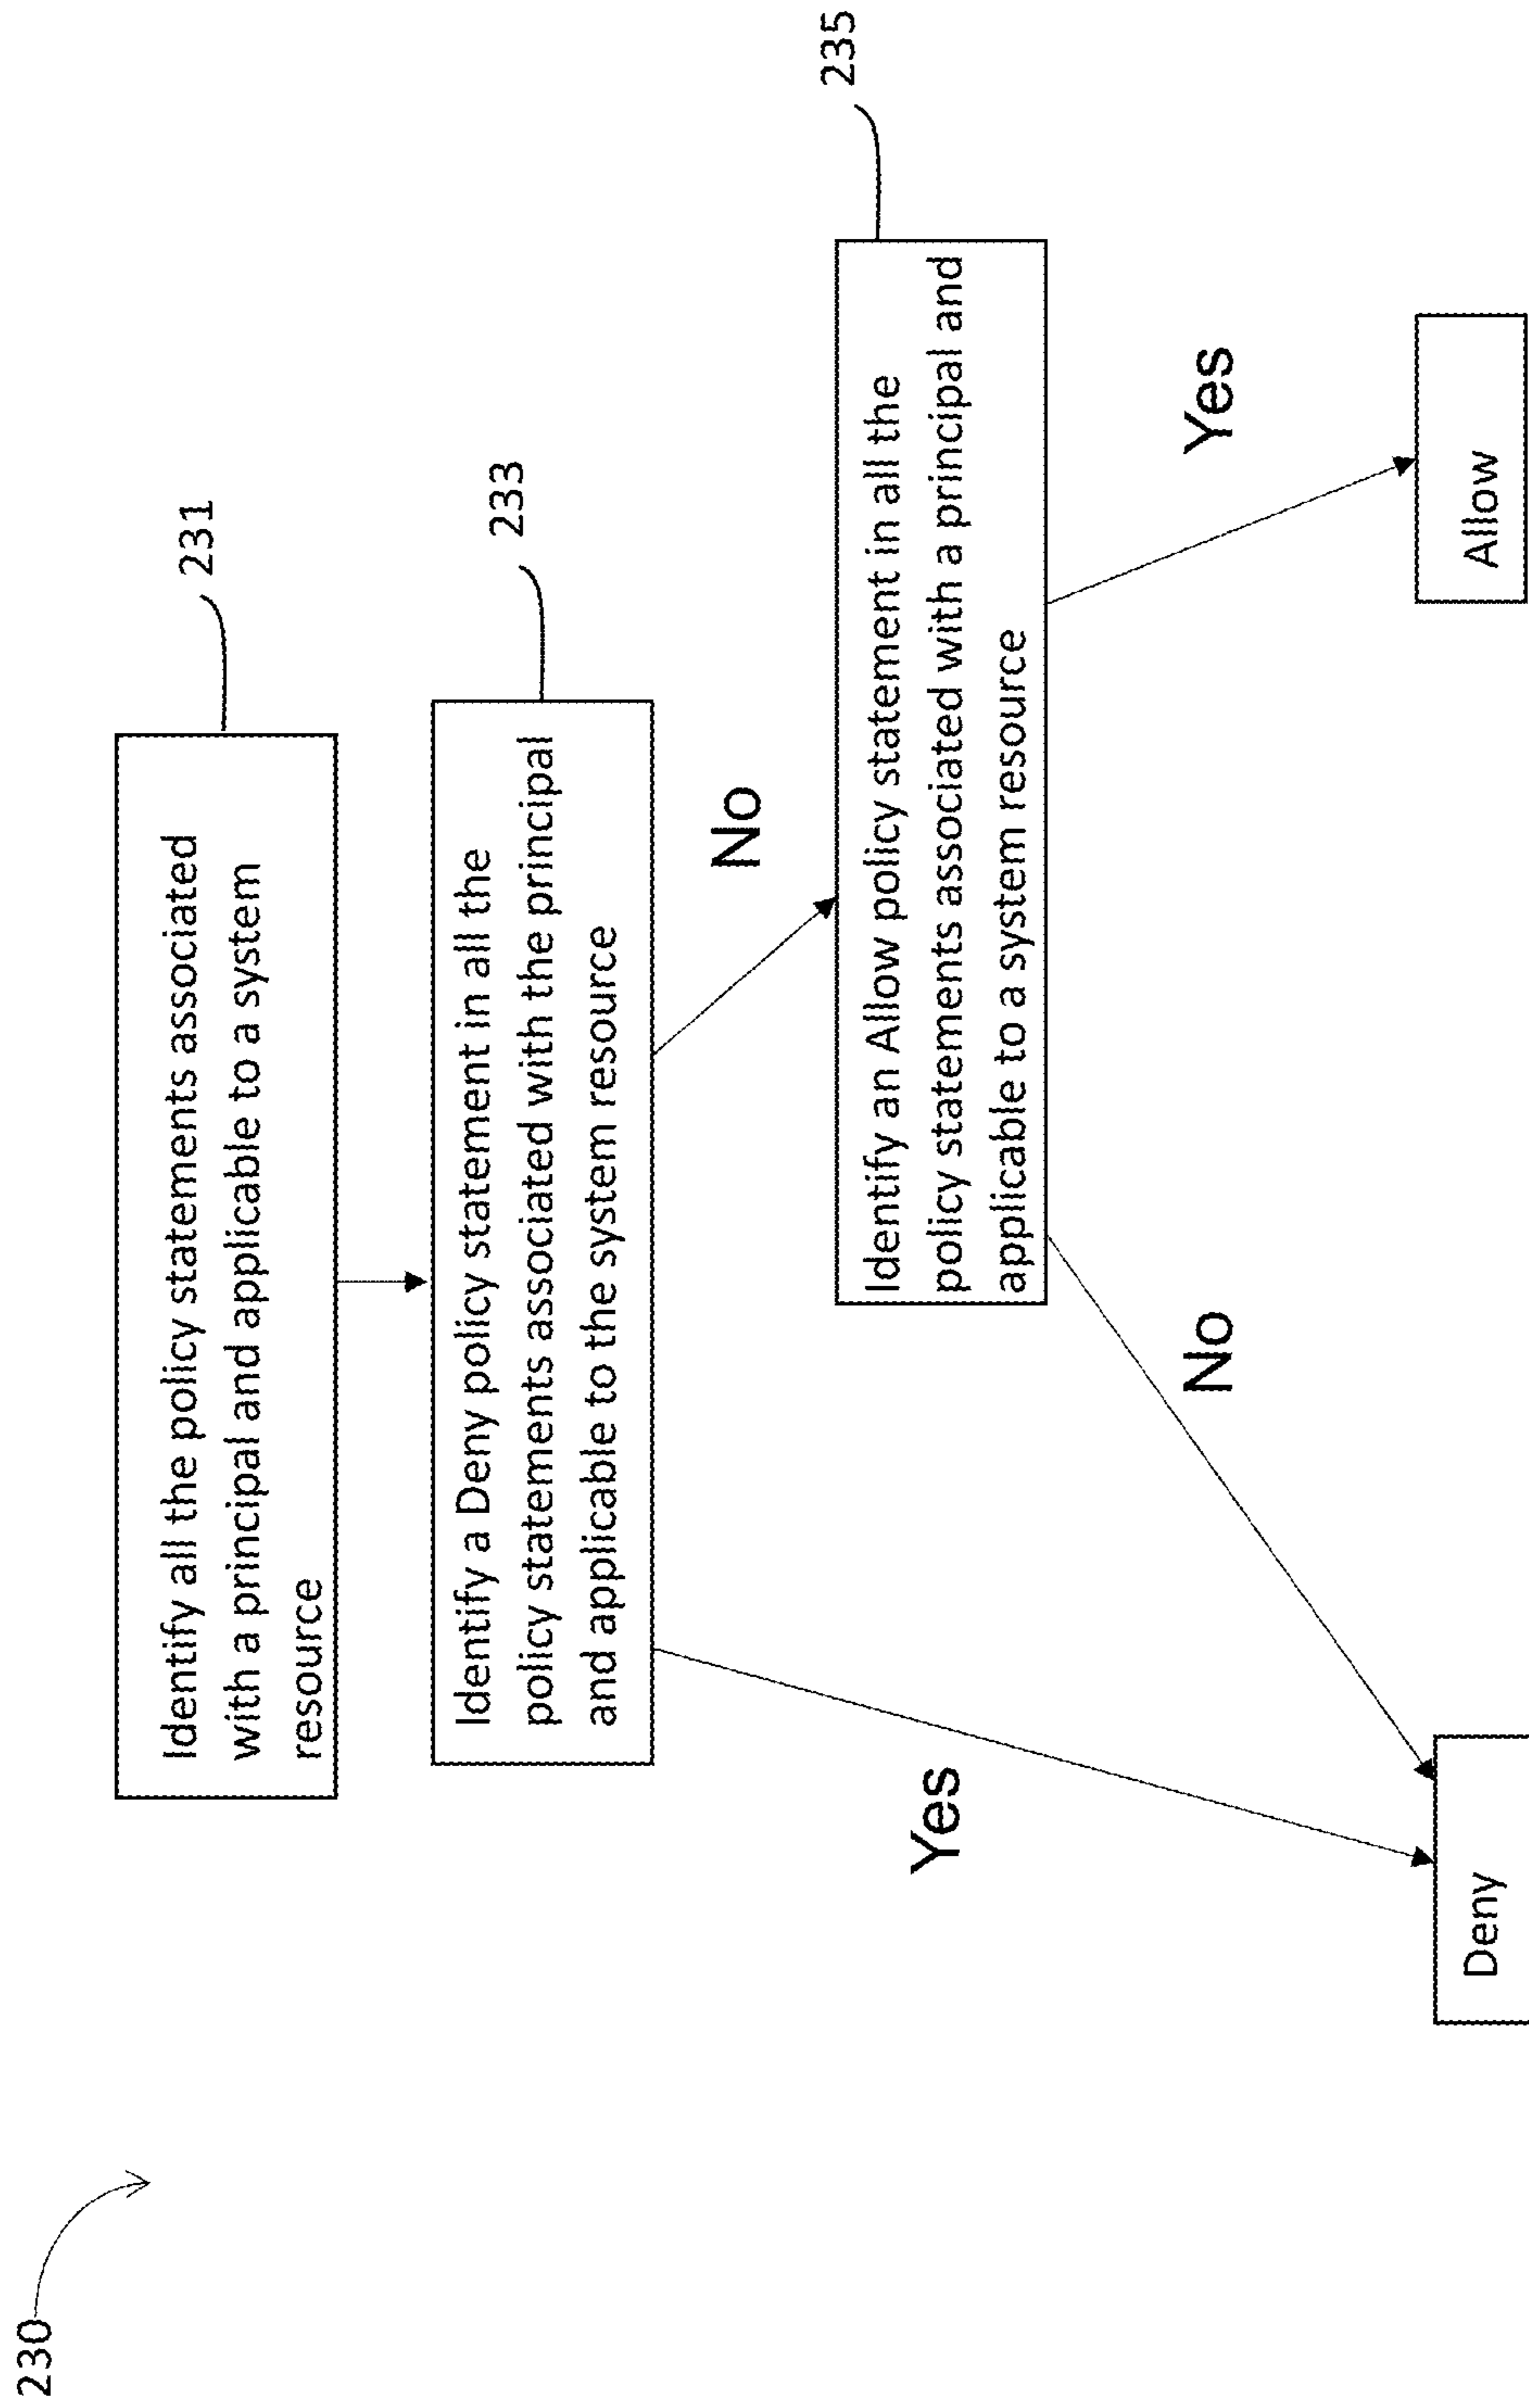 230
231
Identify all the policy statements associated
with a principal and applicable to a system
resource
233
Identify a Deny policy statement in all the
policy statements associated with the principal
and applicable to the system resource
No
Yes
235
Identify an Allow policy statement in all the
policy statements associated with a principal and
applicable to a system resource
No
Yes
Deny
Allow